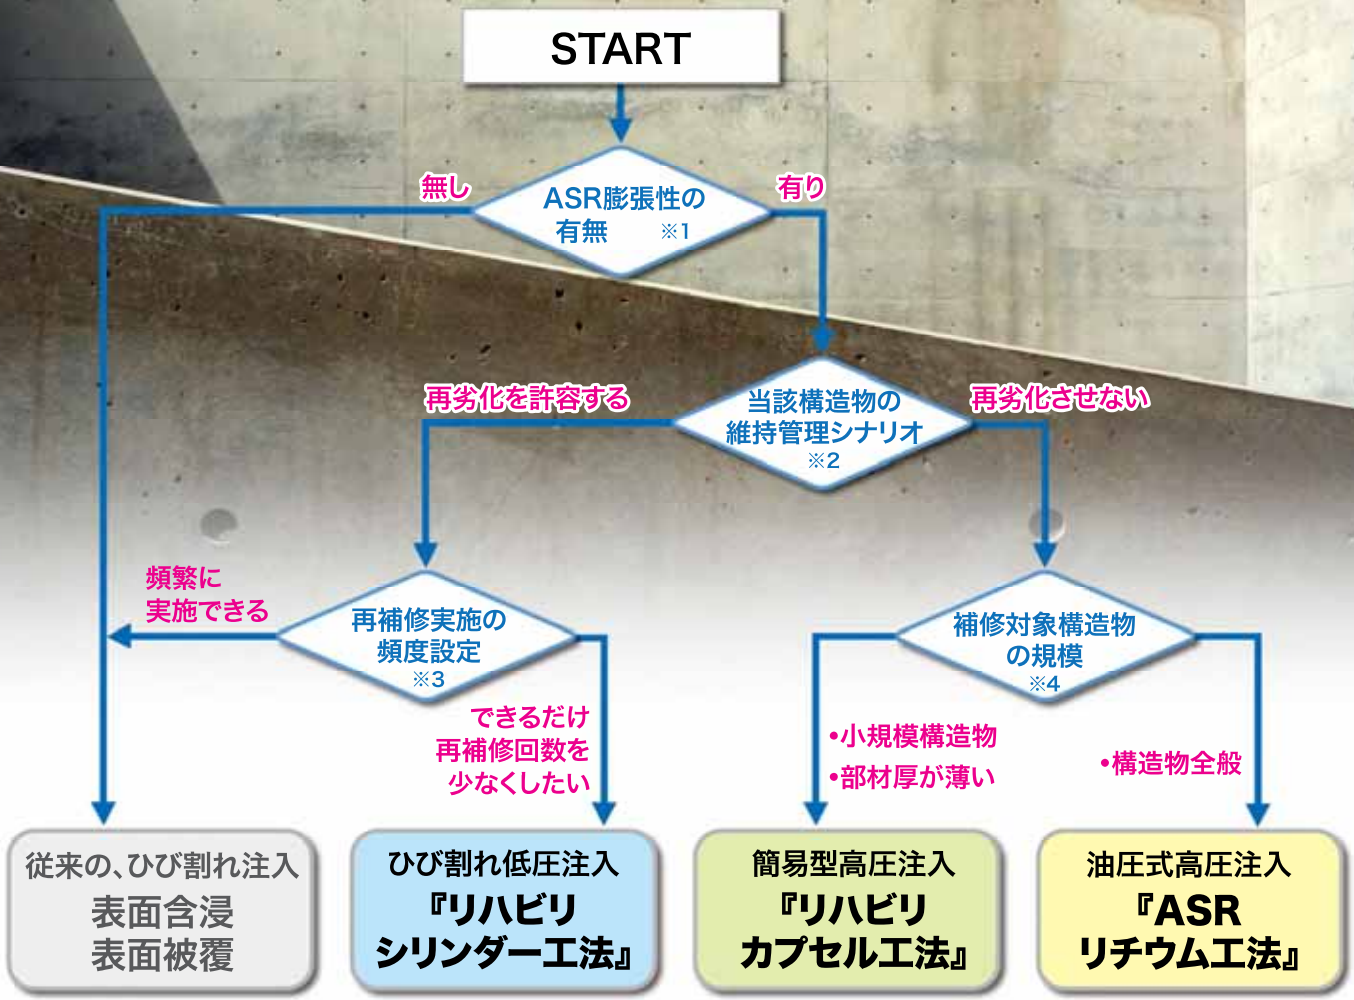 START
無し
有り
ASR膨張性の
有無 ※1
再劣化を許容する
再劣化させない
当該構造物の
維持管理シナリオ
※2
頻繁に
実施できる
再補修実施の
頻度設定
※3
補修対象構造物
の規模
※4
できるだけ
再補修回数を
少なくしたい
•小規模構造物
•部材厚が薄い
•構造物全般
従来の、ひび割れ注入
表面含浸
表面被覆
ひび割れ低圧注入
『リハビリ
シリンダー工法』
簡易型高圧注入
『リハビリ
カプセル工法』
油圧式高圧注入
『ASR
リチウム工法』